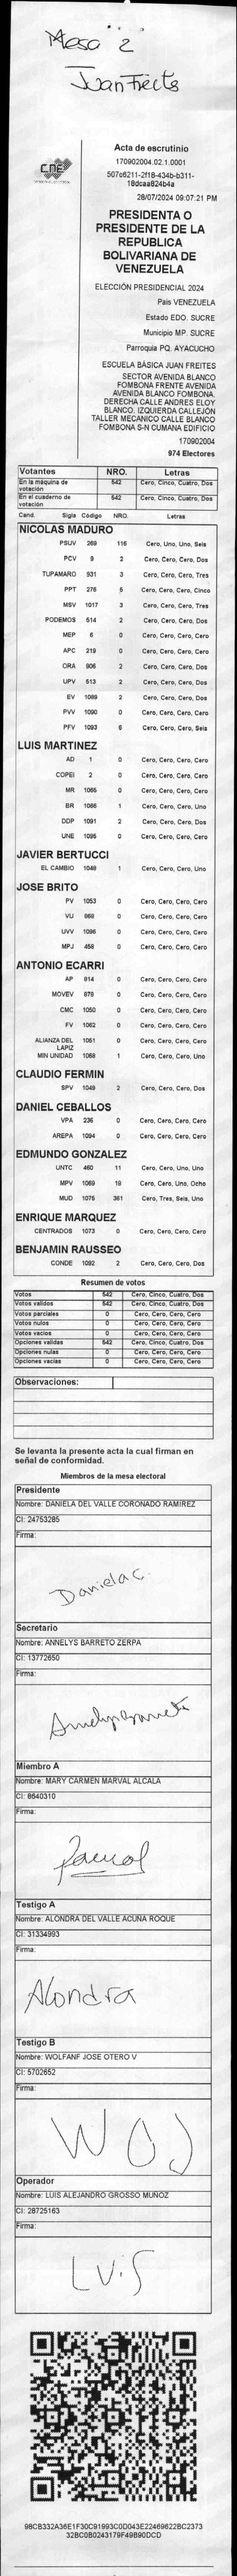 Mesa 2
Juan Freites
CNE
Acta de escrutinio
170902004.02.1.0001
507c6211-2f18-434b-b311-
18dcaa824b4a
28/07/2024 09:07:21 PM
PRESIDENTA O
PRESIDENTE DE LA
REPUBLICA
BOLIVARIANA DE
VENEZUELA
ELECCIÓN PRESIDENCIAL 2024
País VENEZUELA
Estado EDO. SUCRE
Municipio MP. SUCRE
Parroquia PQ. AYACUCHO
ESCUELA BÁSICA JUAN FREITES
SECTOR AVENIDA BLANCO
FOMBONA FRENTE AVENIDA
AVENIDA BLANCO FOMBONA.
DERECHA CALLE ANDRES ELOY
BLANCO. IZQUIERDA CALLEJÓN
TALLER MECANICO CALLE BLANCO
FOMBONA S-N CUMANA EDIFICIO
170902004
974 Electores
Votantes NRO. Letras
En la máquina de votación 542 Cero, Cinco, Cuatro, Dos
En el cuaderno de votación 542 Cero, Cinco, Cuatro, Dos
Cand. Sigla Código NRO. Letras
NICOLAS MADURO
PSUV 269 116 Cero, Uno, Uno, Seis
PCV 9 2 Cero, Cero, Cero, Dos
TUPAMARO 931 3 Cero, Cero, Cero, Tres
PPT 276 5 Cero, Cero, Cero, Cinco
MSV 1017 3 Cero, Cero, Cero, Tres
PODEMOS 514 2 Cero, Cero, Cero, Dos
MEP 6 0 Cero, Cero, Cero, Cero
APC 219 0 Cero, Cero, Cero, Cero
ORA 906 2 Cero, Cero, Cero, Dos
UPV 613 2 Cero, Cero, Cero, Dos
EV 1089 2 Cero, Cero, Cero, Dos
PVV 1090 0 Cero, Cero, Cero, Cero
PFV 1093 6 Cero, Cero, Cero, Seis
LUIS MARTINEZ
AD 1 0 Cero, Cero, Cero, Cero
COPEI 2 0 Cero, Cero, Cero, Cero
MR 1065 0 Cero, Cero, Cero, Cero
BR 1066 1 Cero, Cero, Cero, Uno
DDP 1091 2 Cero, Cero, Cero, Dos
UNE 1095 0 Cero, Cero, Cero, Cero
JAVIER BERTUCCI
EL CAMBIO 1048 1 Cero, Cero, Cero, Uno
JOSE BRITO
PV 1053 0 Cero, Cero, Cero, Cero
VU 868 0 Cero, Cero, Cero, Cero
UVV 1096 0 Cero, Cero, Cero, Cero
MPJ 458 0 Cero, Cero, Cero, Cero
ANTONIO ECARRI
AP 814 0 Cero, Cero, Cero, Cero
MOVEV 878 0 Cero, Cero, Cero, Cero
CMC 1050 0 Cero, Cero, Cero, Cero
FV 1062 0 Cero, Cero, Cero, Cero
ALIANZA DEL LAPIZ 1051 0 Cero, Cero, Cero, Cero
MIN UNIDAD 1058 1 Cero, Cero, Cero, Uno
CLAUDIO FERMIN
SPV 1049 2 Cero, Cero, Cero, Dos
DANIEL CEBALLOS
VPA 236 0 Cero, Cero, Cero, Cero
AREPA 1094 0 Cero, Cero, Cero, Cero
EDMUNDO GONZALEZ
UNTC 460 11 Cero, Cero, Uno, Uno
MPV 1069 18 Cero, Cero, Uno, Ocho
MUD 1075 361 Cero, Tres, Seis, Uno
ENRIQUE MARQUEZ
CENTRADOS 1073 0 Cero, Cero, Cero, Cero
BENJAMIN RAUSSEO
CONDE 1092 2 Cero, Cero, Cero, Dos
Resumen de votos
Votos 542 Cero, Cinco, Cuatro, Dos
Votos validos 542 Cero, Cinco, Cuatro, Dos
Votos parciales 0 Cero, Cero, Cero, Cero
Votos nulos 0 Cero, Cero, Cero, Cero
Votos vacios 0 Cero, Cero, Cero, Cero
Opciones validas 542 Cero, Cinco, Cuatro, Dos
Opciones nulas 0 Cero, Cero, Cero, Cero
Opciones vacias 0 Cero, Cero, Cero, Cero
Observaciones:
Se levanta la presente acta la cual firman en
señal de conformidad.
Miembros de la mesa electoral
Presidente
Nombre: DANIELA DEL VALLE CORONADO RAMIREZ
CI: 24753285
Firma:
Daniela C.
Secretario
Nombre: ANNELYS BARRETO ZERPA
CI: 13772650
Firma:
Miembro A
Nombre: MARY CARMEN MARVAL ALCALA
CI: 8640310
Firma:
Testigo A
Nombre: ALONDRA DEL VALLE ACUÑA ROQUE
CI: 31334993
Firma:
Alondra
Testigo B
Nombre: WOLFANF JOSE OTERO V
CI: 5702652
Firma:
WOJ
Operador
Nombre: LUIS ALEJANDRO GROSSO MUÑOZ
CI: 28725163
Firma:
LUIS
98CB332A36E1F30C91993C0D043E22469622BC2373
32BC0B0243179F49B90DCD